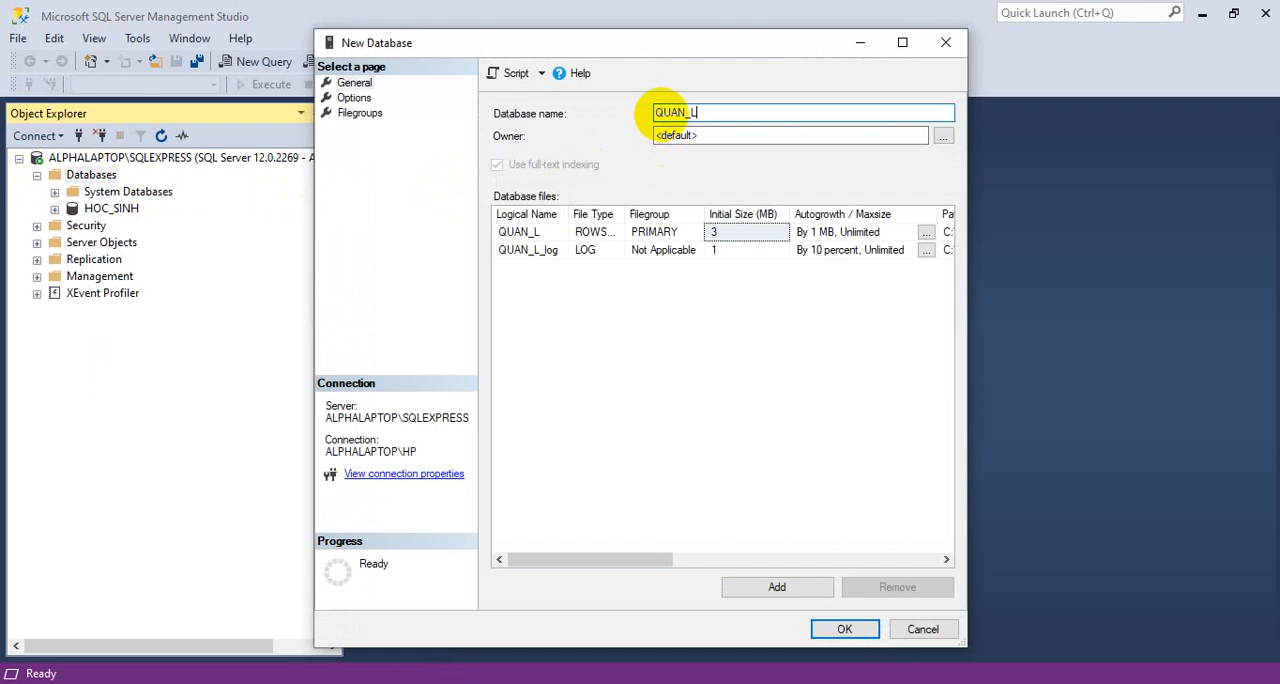 Microsoft SQL Server Management Studio
Quick Launch (Ctrl+Q)
File Edit View Tools Window Help
New Query
Execute
Object Explorer
Connect
ALPHALAPTOP\SQLEXPRESS (SQL Server 12.0.2269 - A
Databases
System Databases
HOC_SINH
Security
Server Objects
Replication
Management
XEvent Profiler
New Database
Select a page
General
Options
Filegroups
Connection
Server:
ALPHALAPTOP\SQLEXPRESS
Connection:
ALPHALAPTOP\HP
View connection properties
Progress
Ready
Script Help
Database name: QUAN_L
Owner: <default>
...
Use full-text indexing
Database files:
Logical Name File Type Filegroup Initial Size (MB) Autogrowth / Maxsize Pa
QUAN_L ROWS... PRIMARY 3 By 1 MB, Unlimited ... C:\
QUAN_L_log LOG Not Applicable 1 By 10 percent, Unlimited ... C:\
Add Remove
OK Cancel
Ready